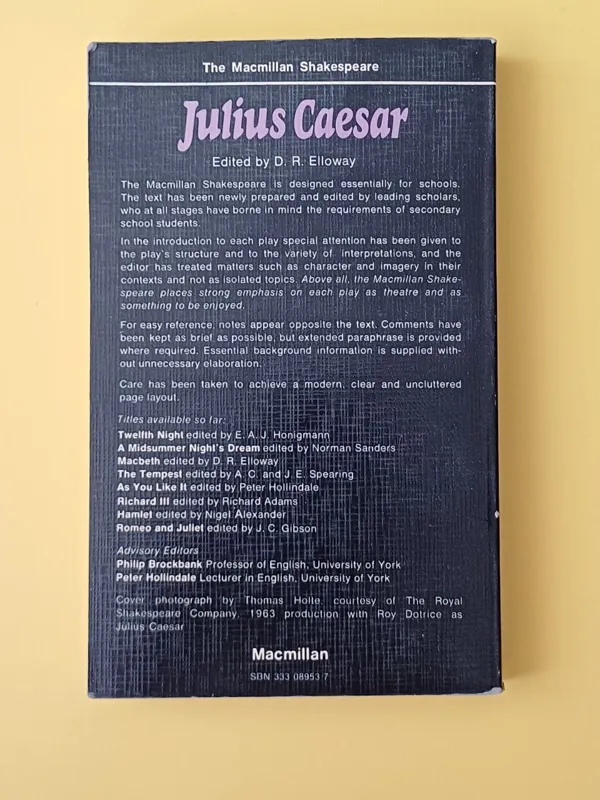 The Macmillan Shakespeare
Julius Caesar
Edited by D. R. Elloway
The Macmillan Shakespeare is designed essentially for schools.
The text has been newly prepared and edited by leading scholars,
who at all stages have borne in mind the requirements of secondary
school students.
In the introduction to each play special attention has been given to
the play's structure and to the variety of interpretations, and the
editor has treated matters such as character and imagery in their
contexts and not as isolated topics. Above all, the Macmillan Shake-
speare places strong emphasis on each play as theatre and as
something to be enjoyed.
For easy reference, notes appear opposite the text. Comments have
been kept as brief as possible, but extended paraphrase is provided
where required. Essential background information is supplied with-
out unnecessary elaboration.
Care has been taken to achieve a modern, clear and uncluttered
page layout.
Titles available so far:
Twelfth Night edited by E. A. J. Honigmann
A Midsummer Night's Dream edited by Norman Sanders
Macbeth edited by D. R. Elloway
The Tempest edited by A. C. and J. E. Spearing
As You Like It edited by Peter Hollindale
Richard III edited by Richard Adams
Hamlet edited by Nigel Alexander
Romeo and Juliet edited by J. C. Gibson
Advisory Editors
Philip Brockbank Professor of English, University of York
Peter Hollindale Lecturer in English, University of York
Cover photograph by Thomas Holte, courtesy of The Royal
Shakespeare Company, 1963 production with Roy Dotrice as
Julius Caesar
Macmillan
SBN 333 08953 7